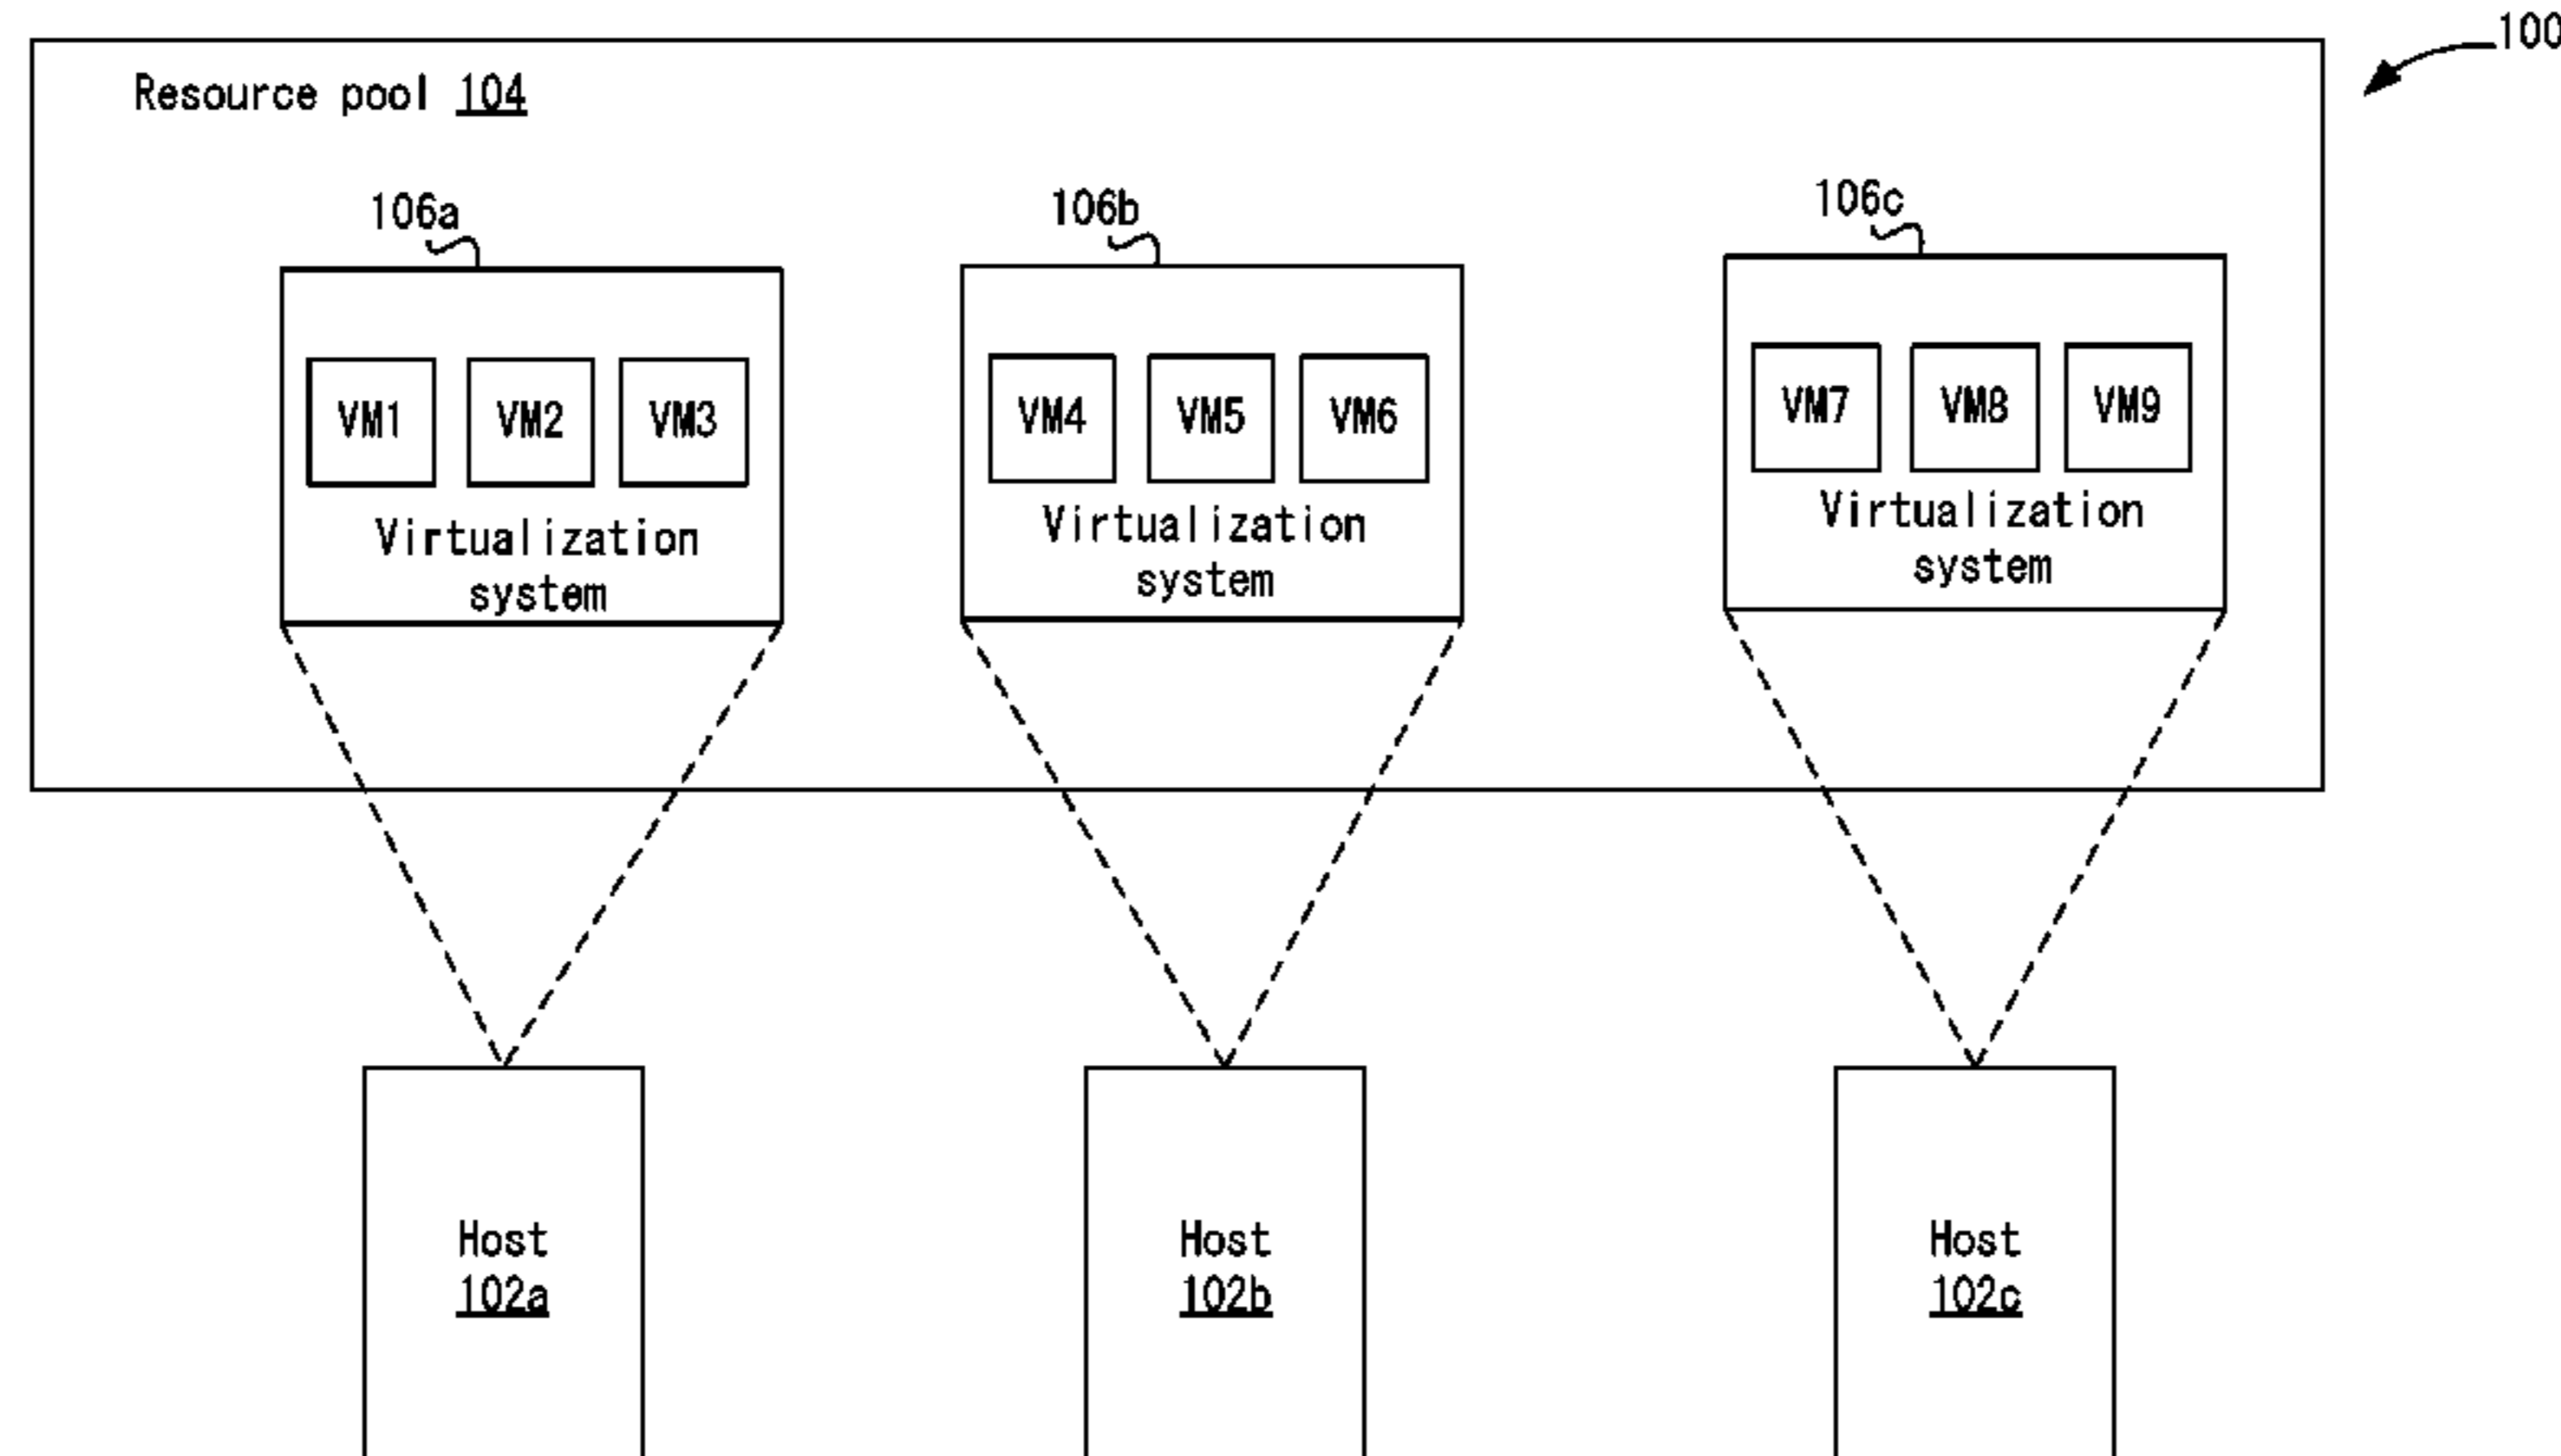 100
Resource pool 104
106a
106b
106c
VM1 VM2 VM3
VM4 VM5 VM6
VM7 VM8 VM9
Virtualization
system
Virtualization
system
Virtualization
system
Host
102a
Host
102b
Host
102c